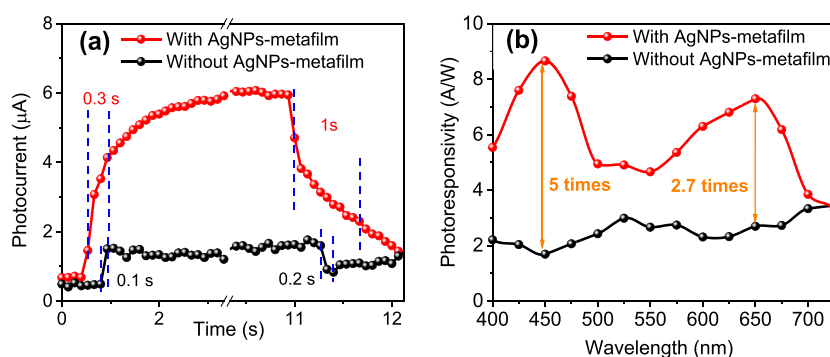 (a)
With AgNPs-metafilm
Without AgNPs-metafilm
0.3 s
1s
0.1 s
0.2 s
Photocurrent (μA)
8
6
4
2
0
0
2
11
12
Time (s)
(b)
With AgNPs-metafilm
Without AgNPs-metafilm
5 times
2.7 times
Photoresponsivity (A/W)
10
8
6
4
2
0
400
450
500
550
600
650
700
Wavelength (nm)